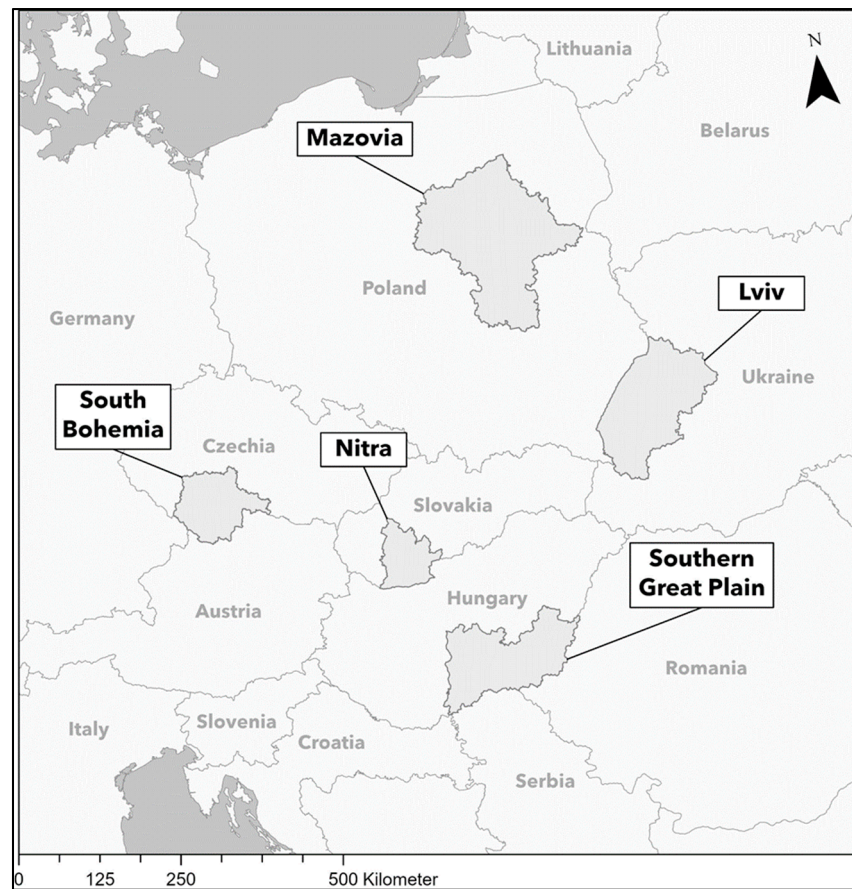 Lithuania
N
Belarus
Mazovia
Poland
Lviv
Germany
Ukraine
South
Bohemia
Czechia
Nitra
Slovakia
Southern
Great Plain
Hungary
Austria
Romania
Italy
Slovenia
Croatia
Serbia
0 125 250 500 Kilometer